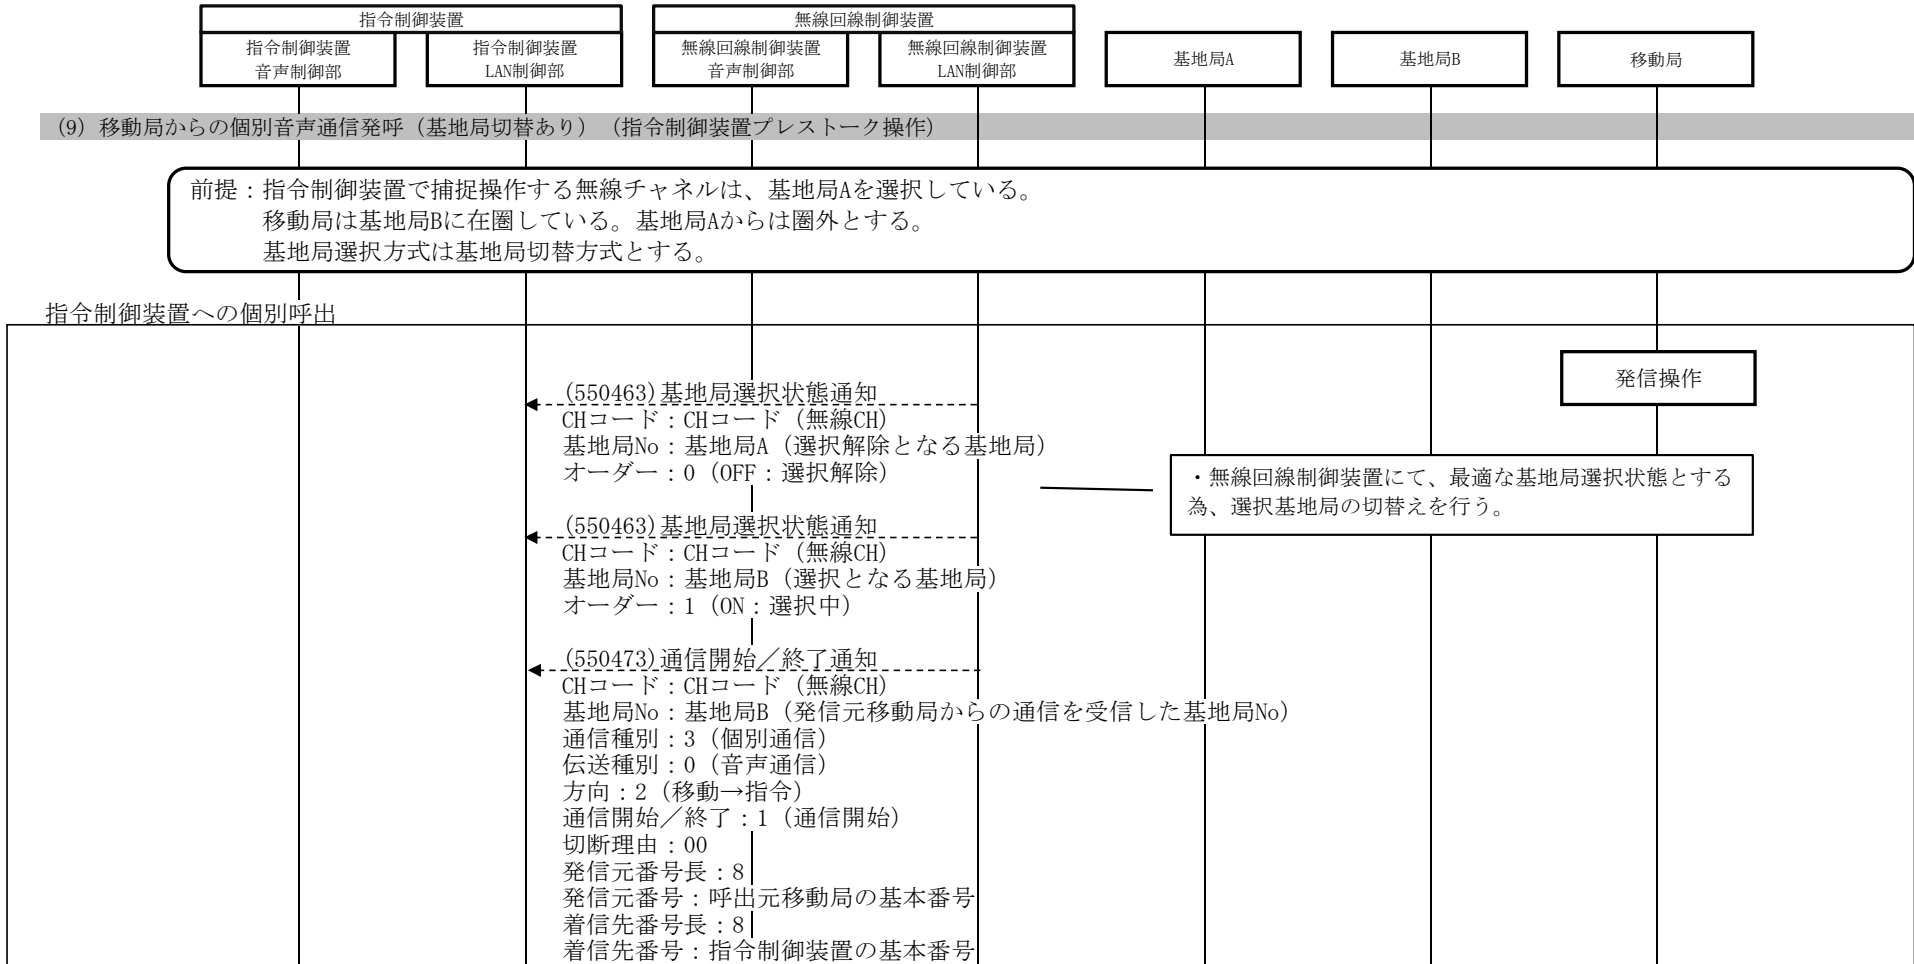 指令制御装置
無線回線制御装置
指令制御装置
音声制御部
指令制御装置
LAN制御部
無線回線制御装置
音声制御部
無線回線制御装置
LAN制御部
基地局A
基地局B
移動局
(9) 移動局からの個別音声通信発呼（基地局切替あり）（指令制御装置プレストーク操作）
前提：指令制御装置で捕捉操作する無線チャネルは、基地局Aを選択している。
移動局は基地局Bに在圏している。基地局Aからは圏外とする。
基地局選択方式は基地局切替方式とする。
指令制御装置への個別呼出
発信操作
(550463)基地局選択状態通知
CHコード：CHコード（無線CH）
基地局No：基地局A（選択解除となる基地局）
オーダー：0（OFF：選択解除）
・無線回線制御装置にて、最適な基地局選択状態とする
為、選択基地局の切替えを行う。
(550463)基地局選択状態通知
CHコード：CHコード（無線CH）
基地局No：基地局B（選択となる基地局）
オーダー：1（ON：選択中）
(550473)通信開始／終了通知
CHコード：CHコード（無線CH）
基地局No：基地局B（発信元移動局からの通信を受信した基地局No）
通信種別：3（個別通信）
伝送種別：0（音声通信）
方向：2（移動→指令）
通信開始／終了：1（通信開始）
切断理由：00
発信元番号長：8
発信元番号：呼出元移動局の基本番号
着信先番号長：8
着信先番号：指令制御装置の基本番号